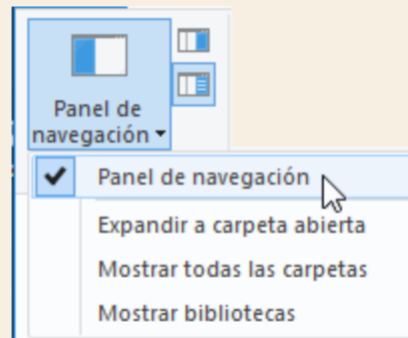 Panel de
navegación
Panel de navegación
Expandir a carpeta abierta
Mostrar todas las carpetas
Mostrar bibliotecas